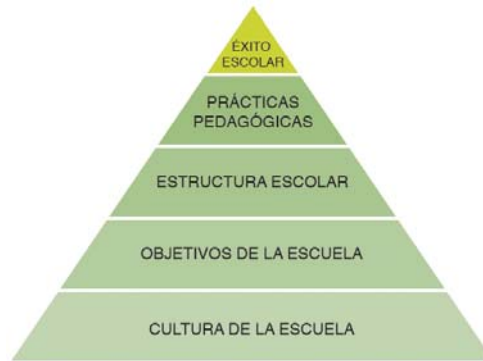 ÉXITO
ESCOLAR
PRÁCTICAS
PEDAGÓGICAS
ESTRUCTURA ESCOLAR
OBJETIVOS DE LA ESCUELA
CULTURA DE LA ESCUELA